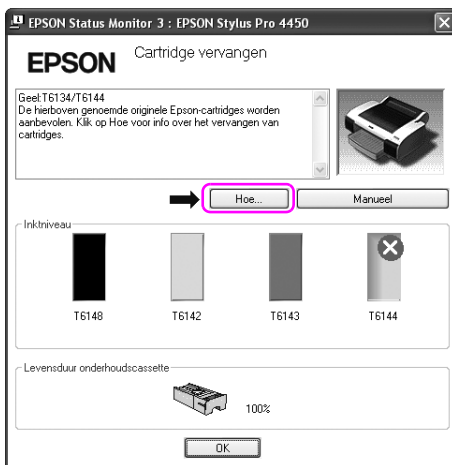 EPSON Status Monitor 3 : EPSON Stylus Pro 4450
EPSON
Cartridge vervangen
Geel:T6134/T6144
De hierboven genoemde originele Epson-cartridges worden
aanbevolen. Klik op Hoe voor info over het vervangen van
cartridges.
Hoe...
Manueel
Inktniveau
T6148
T6142
T6143
T6144
Levensduur onderhoudscassette
100%
OK